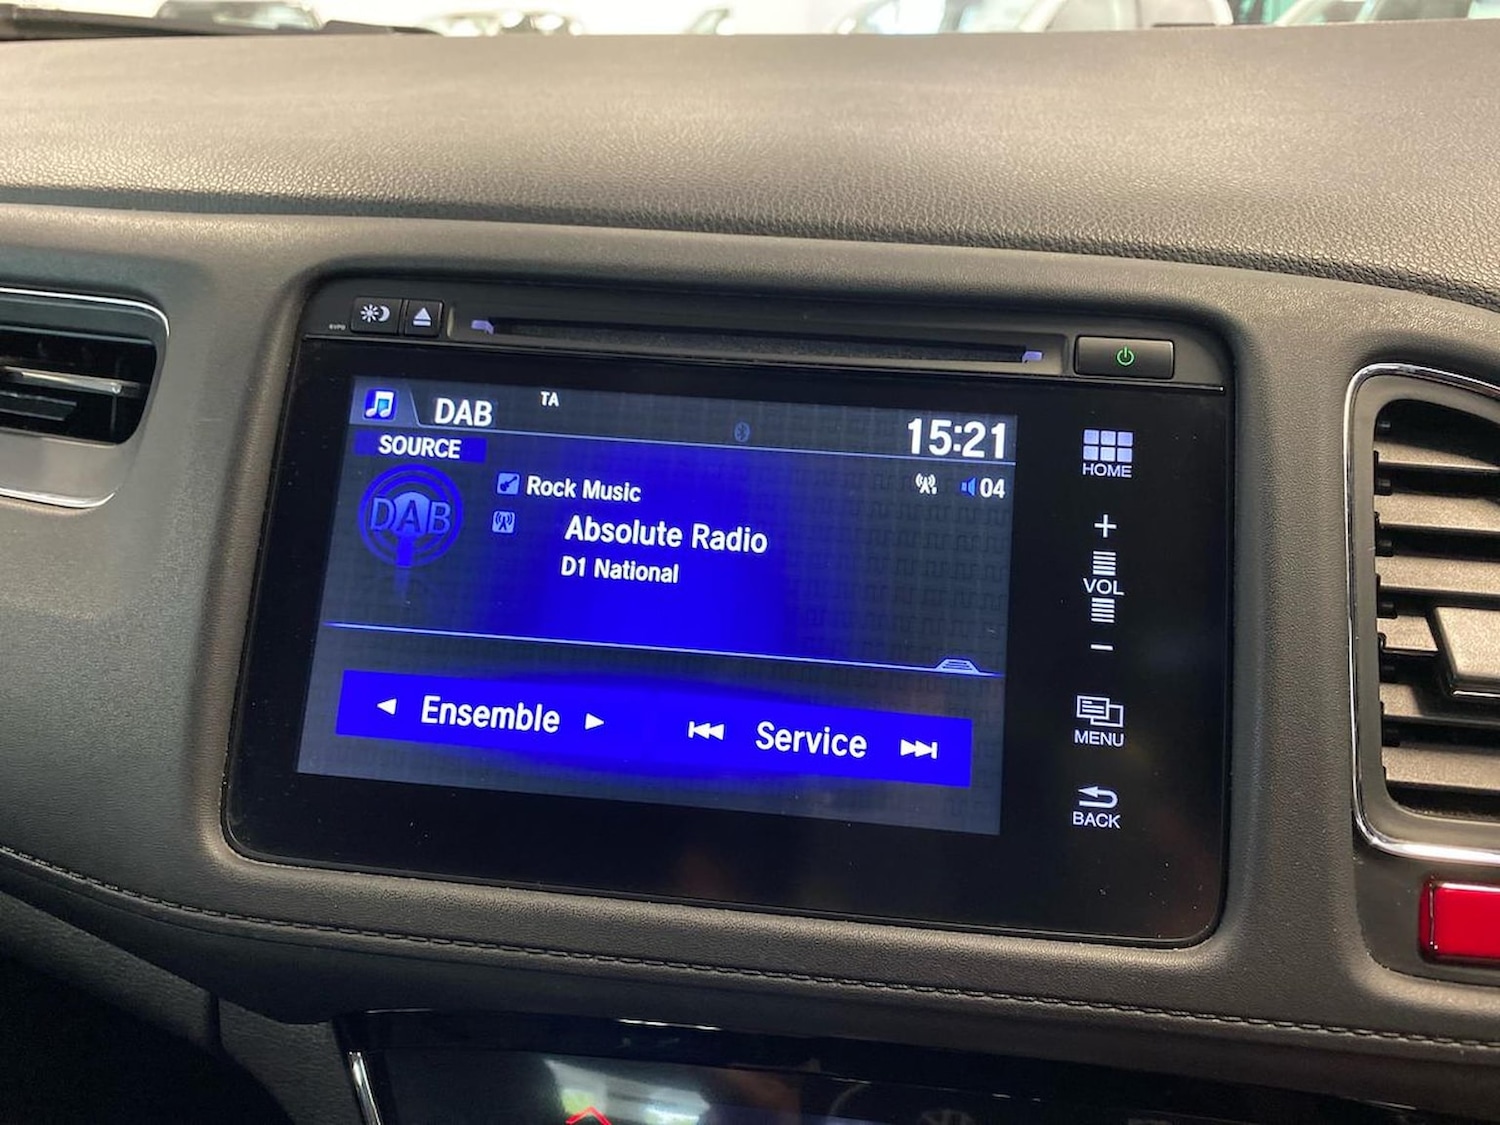 DAB
TA
15:21
SOURCE
DAB
Rock Music
04
Absolute Radio
D1 National
Ensemble
Service
HOME
+
VOL
−
MENU
BACK